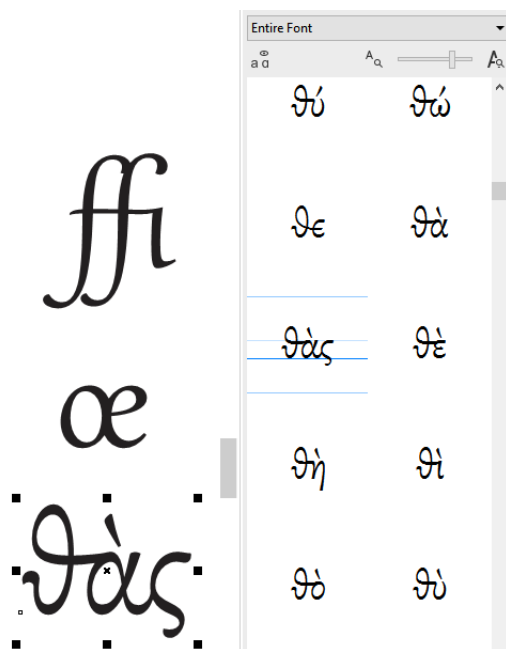 Entire Font
a a
A A
θύ θώ
ffi
θε θὰ
œ
θὰς θὲ
θὰς
θὴ θὶ
θὸ θὺ